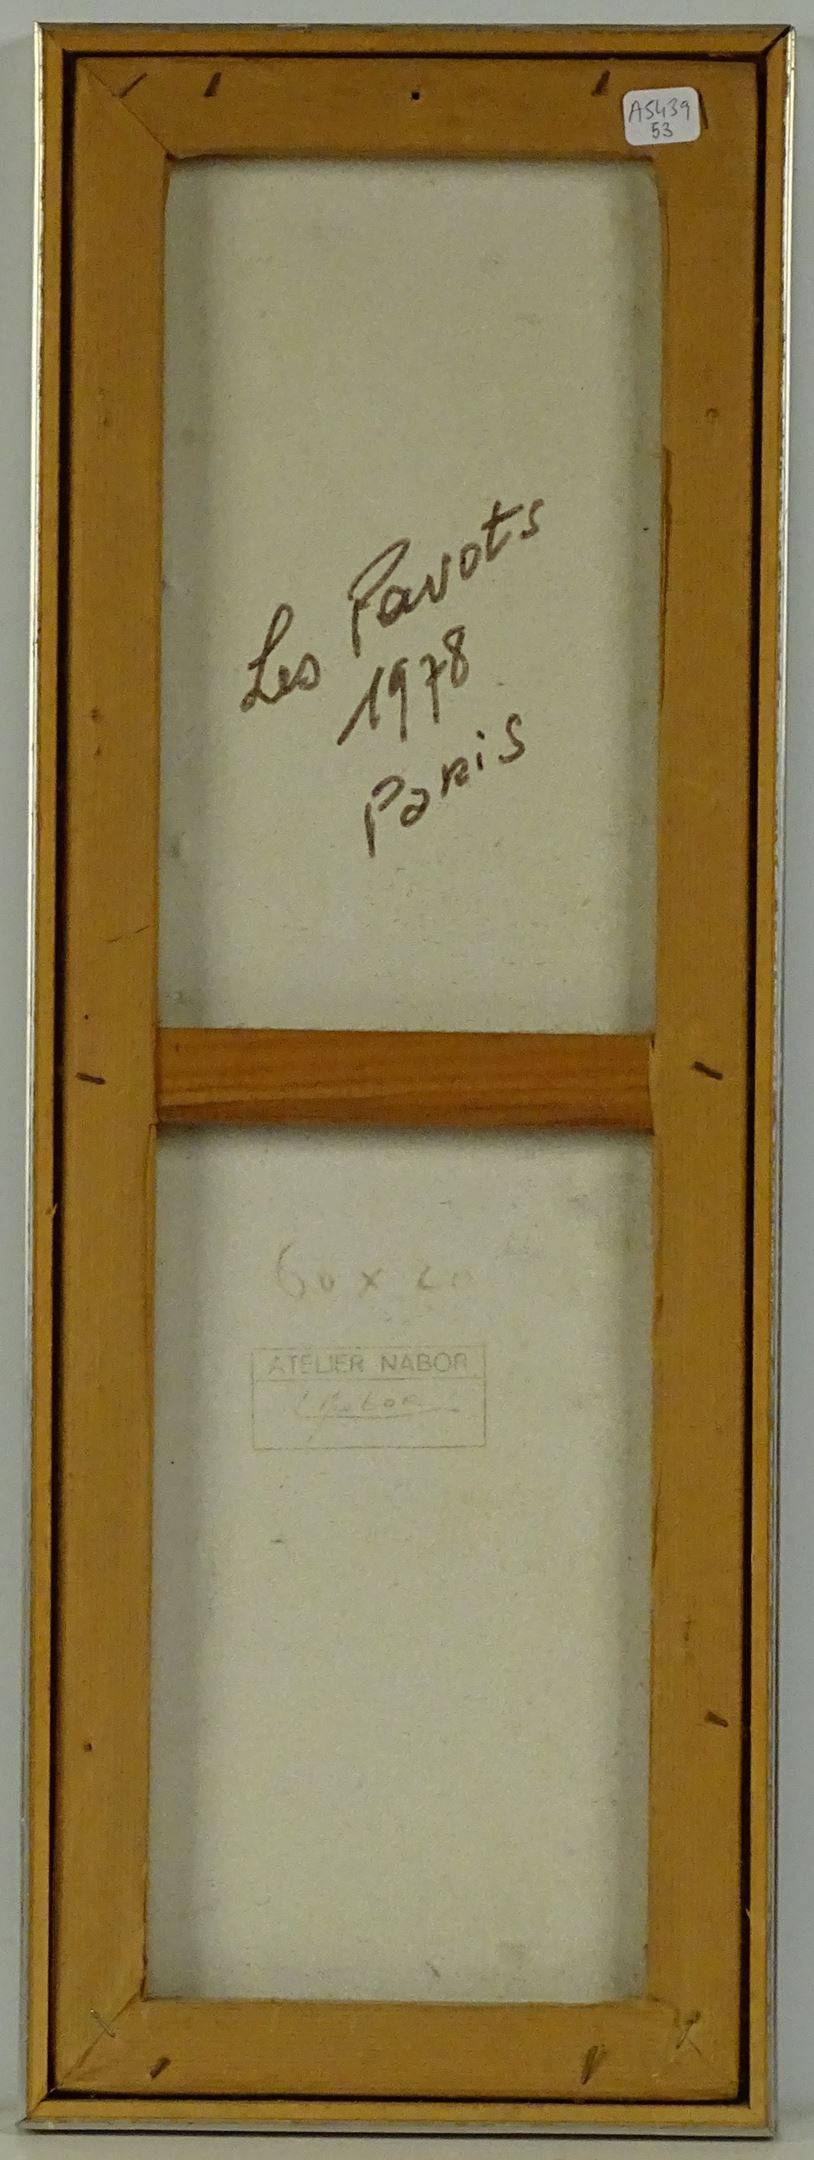 A5439
53
Les Pavots
1978
Paris
60 x 20
ATELIER NABOR